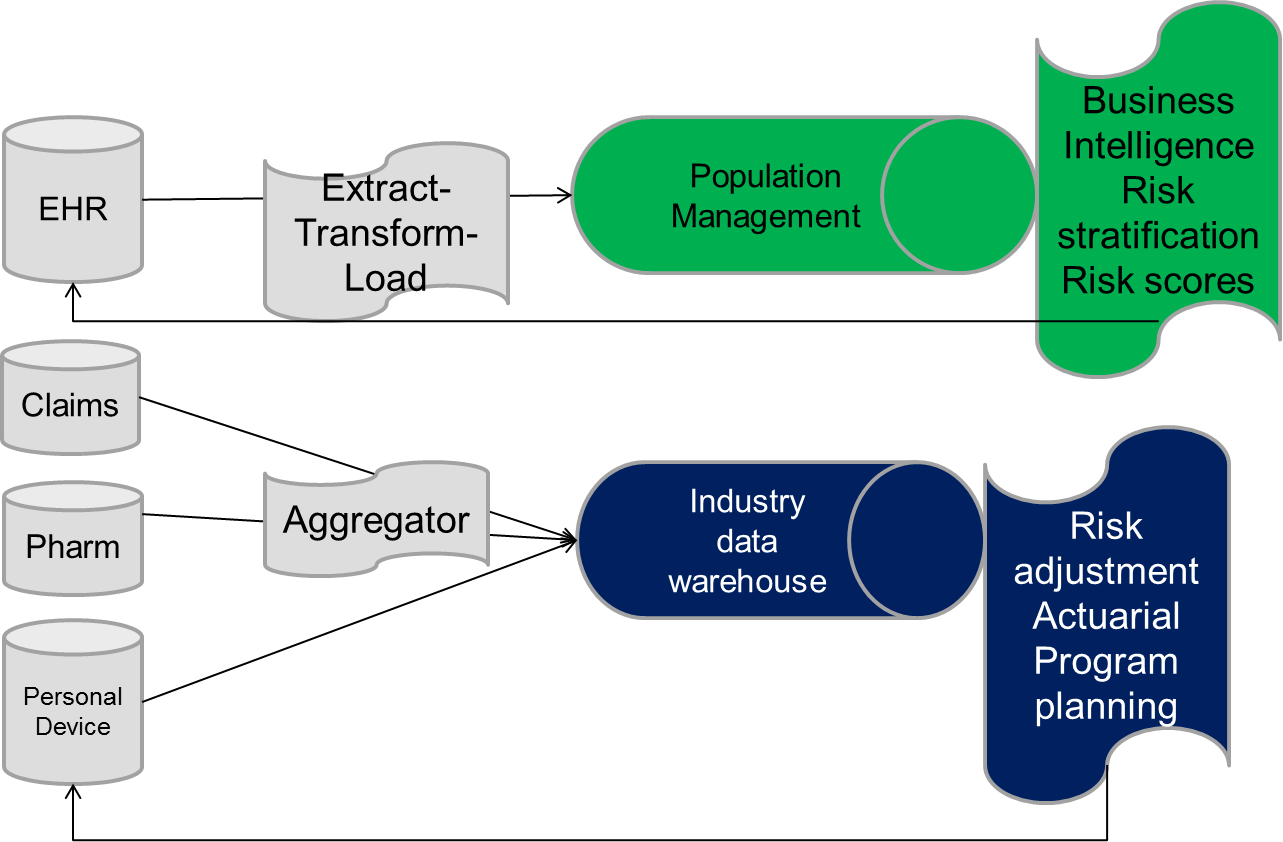 EHR
Extract-
Transform-
Load
Population
Management
Business
Intelligence
Risk
stratification
Risk scores
Claims
Pharm
Personal
Device
Aggregator
Industry
data
warehouse
Risk
adjustment
Actuarial
Program
planning